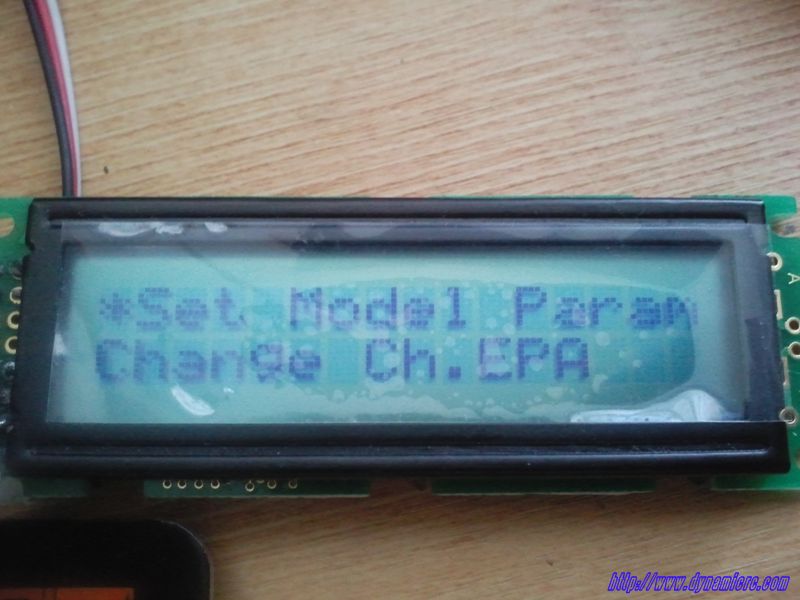 *Set Model Param
Change Ch.EPA
A
http://www.dynamicrc.com